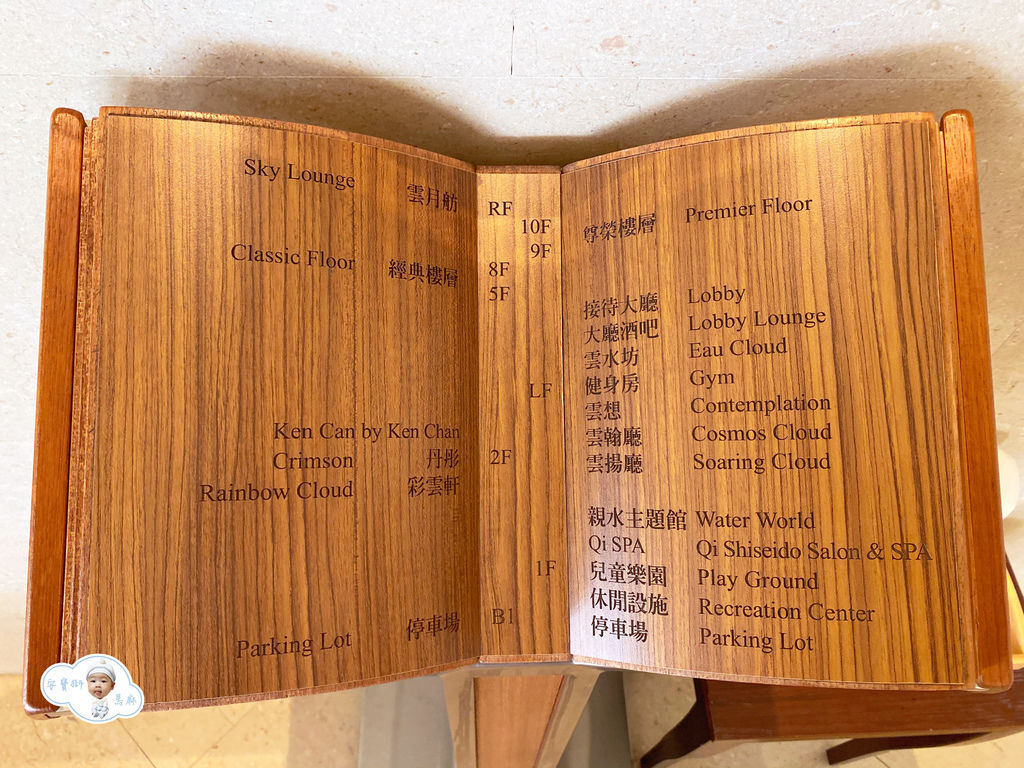 Sky Lounge 雲月舫 RF
10F 尊榮樓層 Premier Floor
9F
Classic Floor 經典樓層 8F
5F
接待大廳 Lobby
大廳酒吧 Lobby Lounge
雲水坊 Eau Cloud
LF 健身房 Gym
雲想 Contemplation
Ken Can by Ken Chan
雲翰廳 Cosmos Cloud
Crimson 丹彤 2F
雲揚廳 Soaring Cloud
Rainbow Cloud 彩雲軒
親水主題館 Water World
Qi SPA Qi Shiseido Salon & SPA
1F 兒童樂園 Play Ground
休閒設施 Recreation Center
Parking Lot 停車場 B1
停車場 Parking Lot